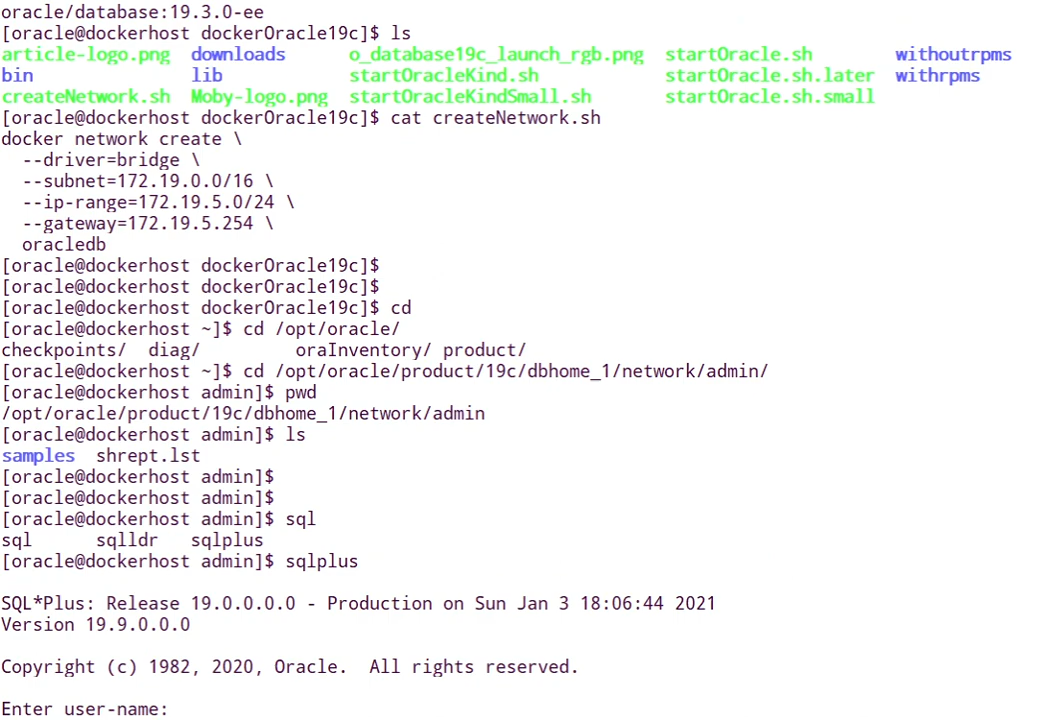 oracle/database:19.3.0-ee
[oracle@dockerhost dockerOracle19c]$ ls
article-logo.png  downloads      o_database19c_launch_rgb.png  startOracle.sh        withoutrpms
bin               lib            startOracleKind.sh            startOracle.sh.later  withrpms
createNetwork.sh  Moby-logo.png  startOracleKindSmall.sh       startOracle.sh.small
[oracle@dockerhost dockerOracle19c]$ cat createNetwork.sh
docker network create \
  --driver=bridge \
  --subnet=172.19.0.0/16 \
  --ip-range=172.19.5.0/24 \
  --gateway=172.19.5.254 \
  oracledb
[oracle@dockerhost dockerOracle19c]$
[oracle@dockerhost dockerOracle19c]$
[oracle@dockerhost dockerOracle19c]$ cd
[oracle@dockerhost ~]$ cd /opt/oracle/
checkpoints/  diag/         oraInventory/ product/
[oracle@dockerhost ~]$ cd /opt/oracle/product/19c/dbhome_1/network/admin/
[oracle@dockerhost admin]$ pwd
/opt/oracle/product/19c/dbhome_1/network/admin
[oracle@dockerhost admin]$ ls
samples  shrept.lst
[oracle@dockerhost admin]$
[oracle@dockerhost admin]$
[oracle@dockerhost admin]$ sql
sql      sqlldr   sqlplus
[oracle@dockerhost admin]$ sqlplus

SQL*Plus: Release 19.0.0.0.0 - Production on Sun Jan 3 18:06:44 2021
Version 19.9.0.0.0

Copyright (c) 1982, 2020, Oracle.  All rights reserved.

Enter user-name: